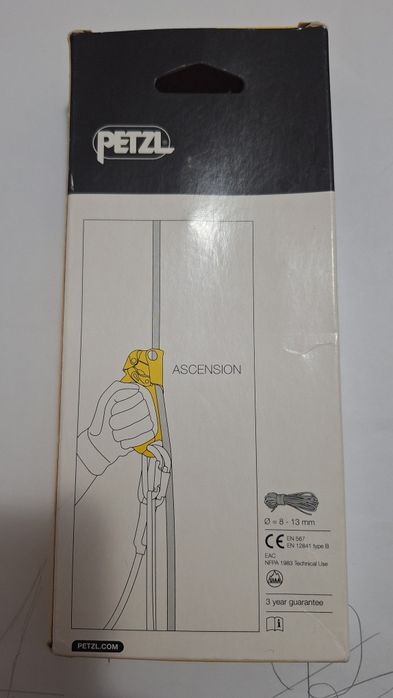 PETZL
ASCENSION
Ø = 8 - 13 mm
CE EN 567
EN 12841 type B
EAC
NFPA 1983 Technical Use
3 year guarantee
PETZL.COM